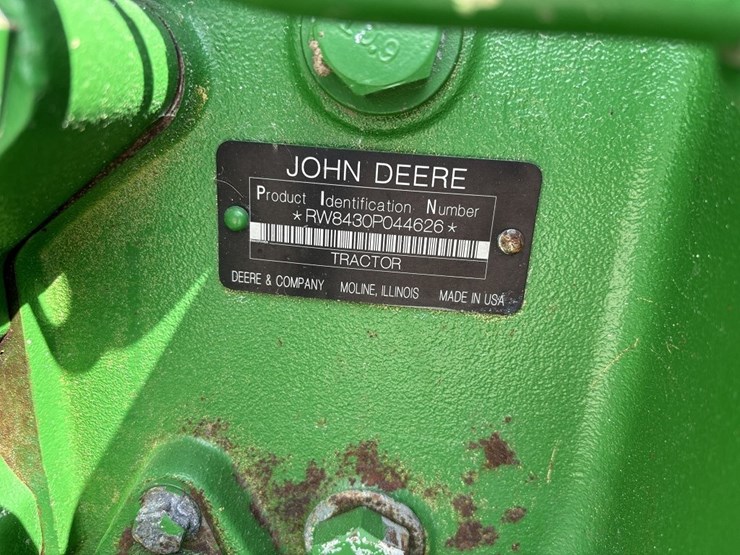 JOHN DEERE
Product Identification Number
*RW8430P044626*
TRACTOR
DEERE & COMPANY MOLINE, ILLINOIS MADE IN USA